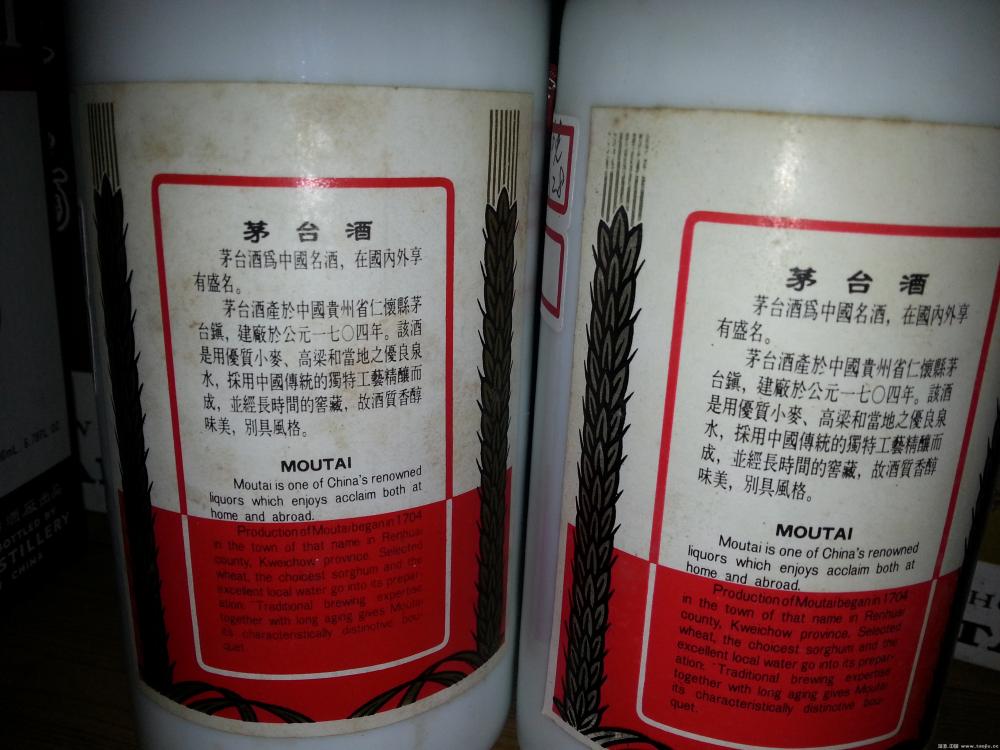 茅台酒
茅台酒爲中國名酒，在國內外享
有盛名。
茅台酒產於中國貴州省仁懷縣茅
台鎮，建廠於公元一七〇四年。該酒
是用優質小麥、高梁和當地之優良泉
水，採用中國傳統的獨特工藝精釀而
成，並經長時間的窖藏，故酒質香醇
味美，別具風格。
MOUTAI
Moutai is one of China's renowned
liquors which enjoys acclaim both at
home and abroad.
Production of Moutai began in 1704
in the town of that name in Renhuai
county, Kweichow province. Selected
wheat, the choicest sorghum and the
excellent local water go into its prepar-
ation. Traditional brewing expertise
together with long aging gives Moutai
its characteristically distinctive bou-
quet.
茅台酒
茅台酒爲中國名酒，在國內外享
有盛名。
茅台酒產於中國貴州省仁懷縣茅
台鎮，建廠於公元一七〇四年。該酒
是用優質小麥、高梁和當地之優良泉
水，採用中國傳統的獨特工藝精釀而
成，並經長時間的窖藏，故酒質香醇
味美，別具風格。
MOUTAI
Moutai is one of China's renowned
liquors which enjoys acclaim both at
home and abroad.
Production of Moutai began in 1704
in the town of that name in Renhuai
county, Kweichow province. Selected
wheat, the choicest sorghum and the
excellent local water go into its prepar-
ation. Traditional brewing expertise
together with long aging gives Moutai
its characteristically distinctive bou-
quet.
28
CHINA